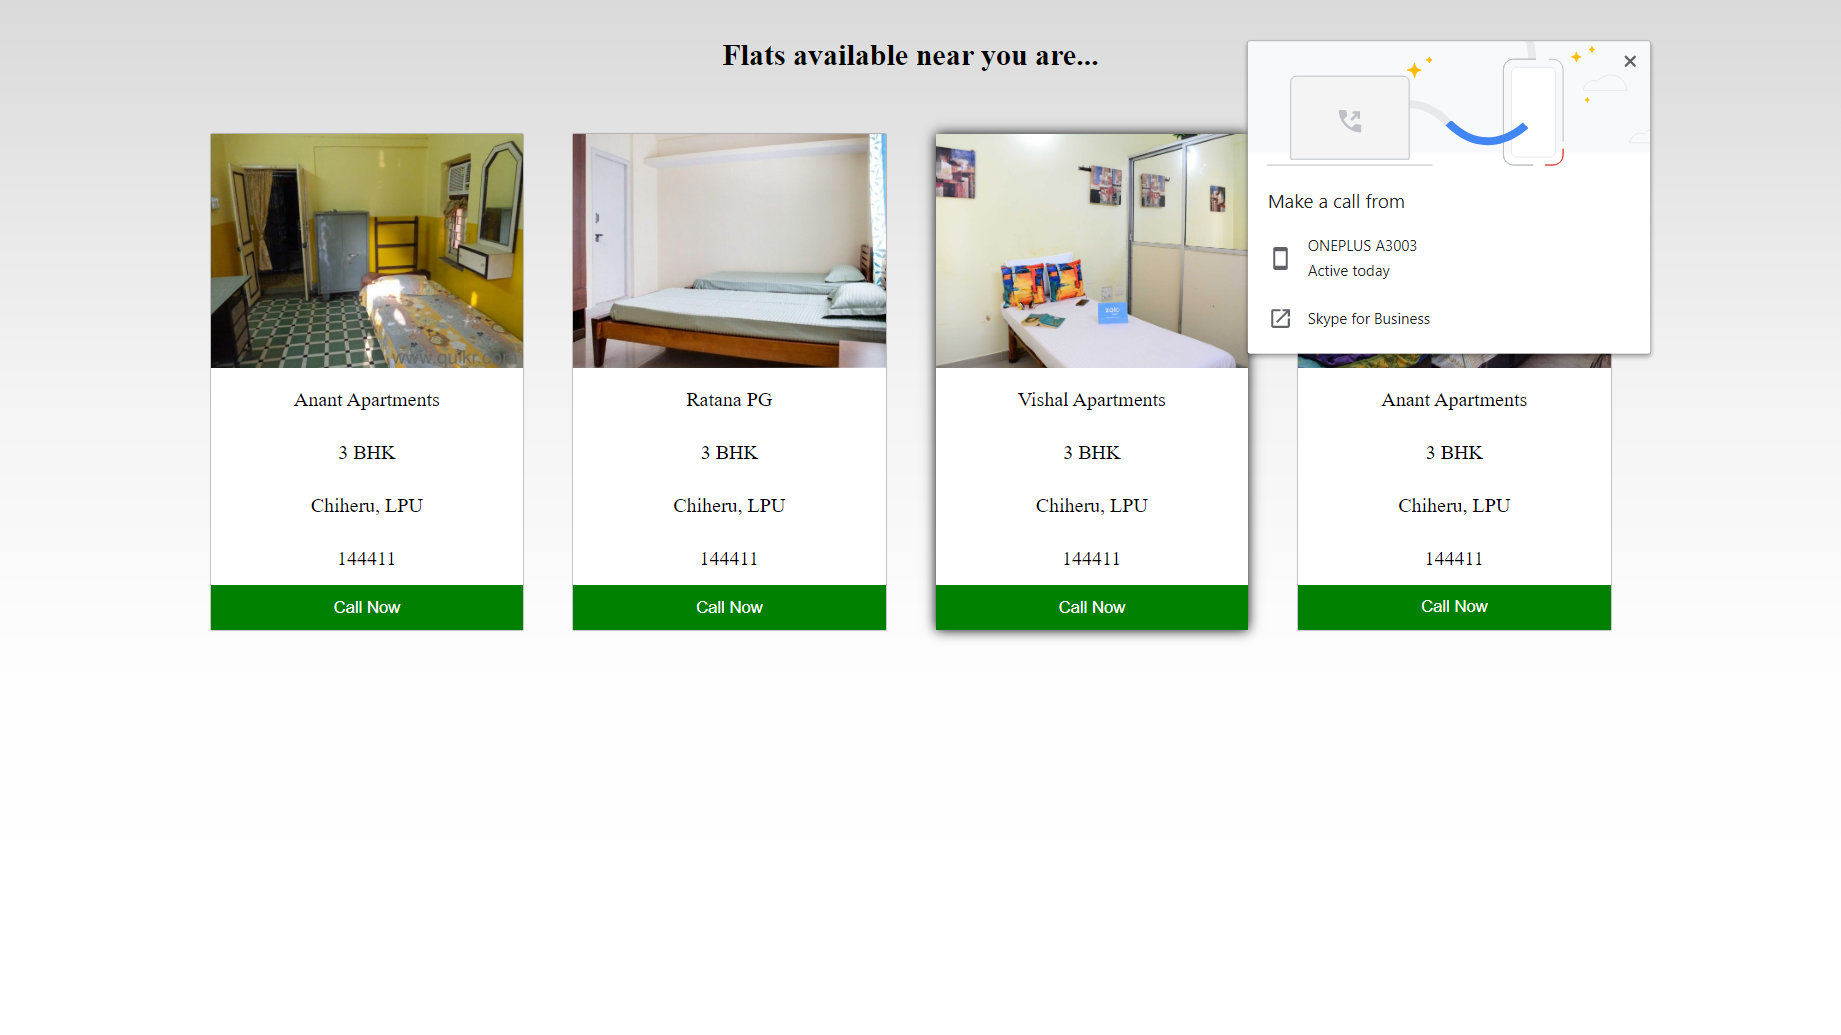 Flats available near you are...
Make a call from
ONEPLUS A3003
Active today
Skype for Business
www.quikr.com
Anant Apartments
3 BHK
Chiheru, LPU
144411
Call Now
Ratana PG
3 BHK
Chiheru, LPU
144411
Call Now
Vishal Apartments
3 BHK
Chiheru, LPU
144411
Call Now
Anant Apartments
3 BHK
Chiheru, LPU
144411
Call Now